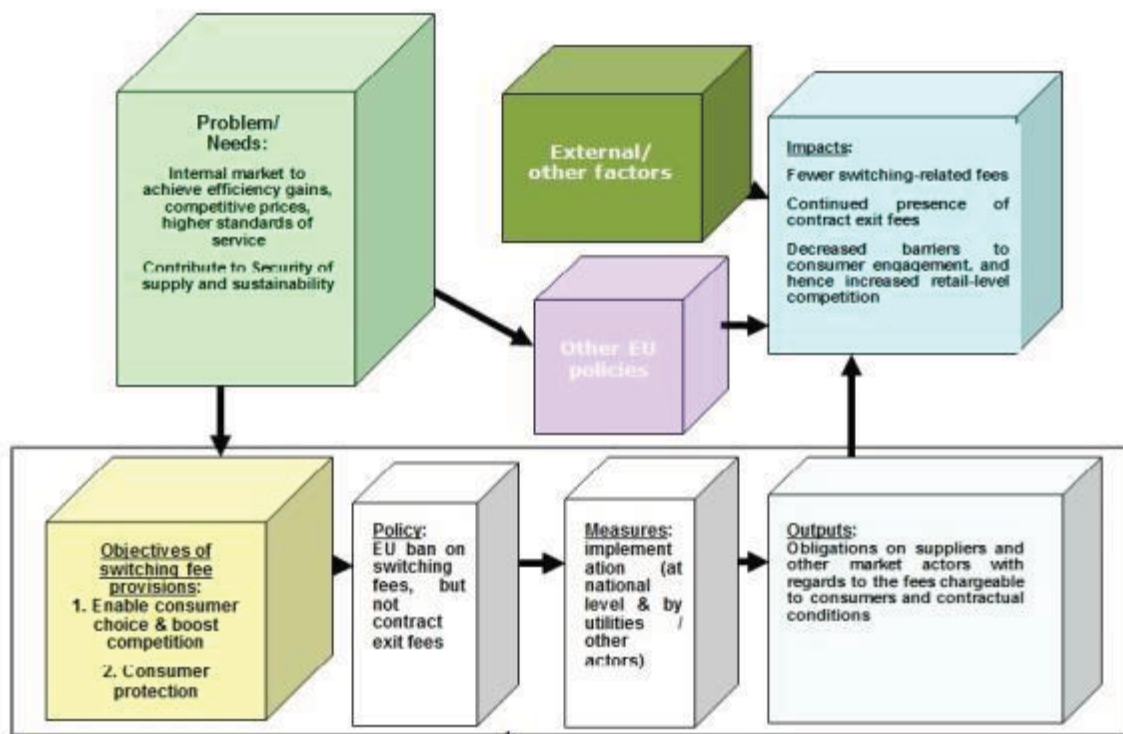 Problem/
Needs:
Internal market to
achieve efficiency gains,
competitive prices,
higher standards of
service
Contribute to Security of
supply and sustainability
External/
other factors
Impacts:
Fewer switching-related fees
Continued presence of
contract exit fees
Decreased barriers to
consumer engagement, and
hence increased retail-level
competition
Other EU
policies
Objectives of
switching fee
provisions:
1. Enable consumer
choice & boost
competition
2. Consumer
protection
Policy:
EU ban on
switching
fees, but
not
contract
exit fees
Measures:
implement
ation (at
national
level & by
utilities /
other
actors)
Outputs:
Obligations on suppliers and
other market actors with
regards to the fees chargeable
to consumers and contractual
conditions